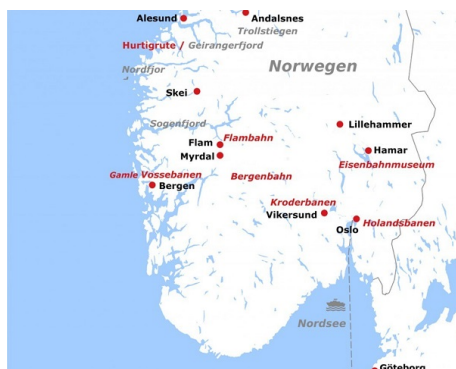 Alesund
Andalsnes
Trollstiegen
Hurtigrute / Geirangerfjord
Norwegen
Nordfjor
Skei
Sogenfjord
Lillehammer
Flam
Flambahn
Hamar
Myrdal
Eisenbahnmuseum
Gamle Vossebanen
Bergenbahn
Bergen
Kroderbanen
Vikersund
Holandsbanen
Oslo
Nordsee
Göteborg